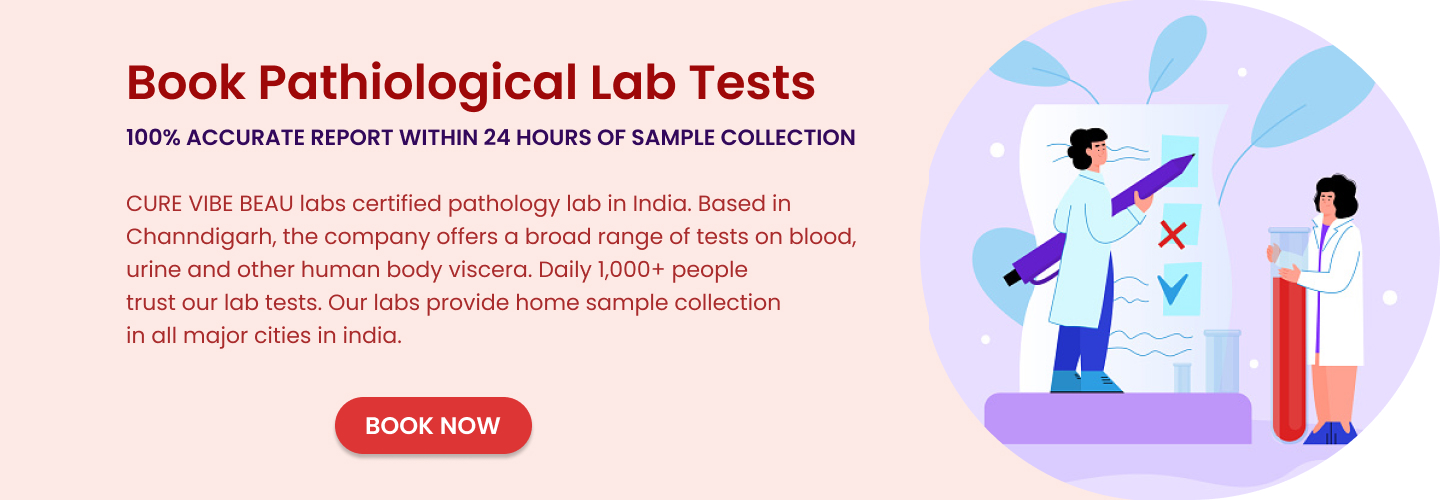 Book Pathiological Lab Tests
100% ACCURATE REPORT WITHIN 24 HOURS OF SAMPLE COLLECTION
CURE VIBE BEAU labs certified pathology lab in India. Based in
Channdigarh, the company offers a broad range of tests on blood,
urine and other human body viscera. Daily 1,000+ people
trust our lab tests. Our labs provide home sample collection
in all major cities in india.
BOOK NOW